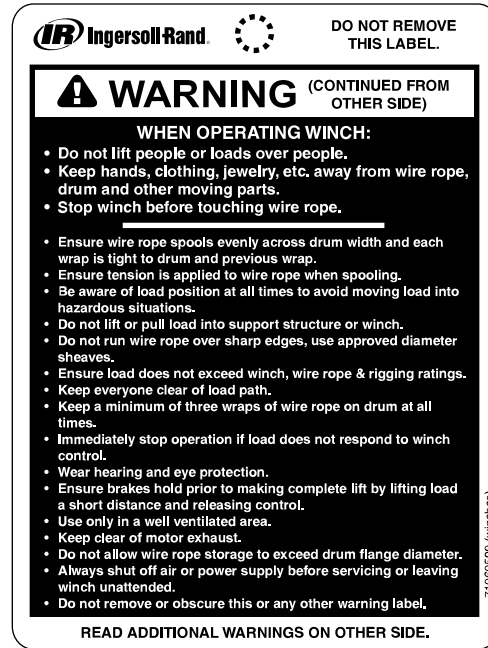 IR Ingersoll-Rand®
DO NOT REMOVE
THIS LABEL.
WARNING (CONTINUED FROM
OTHER SIDE)
WHEN OPERATING WINCH:
• Do not lift people or loads over people.
• Keep hands, clothing, jewelry, etc. away from wire rope,
drum and other moving parts.
• Stop winch before touching wire rope.
• Ensure wire rope spools evenly across drum width and each
wrap is tight to drum and previous wrap.
• Ensure tension is applied to wire rope when spooling.
• Be aware of load position at all times to avoid moving load into
hazardous situations.
• Do not lift or pull load into support structure or winch.
• Do not run wire rope over sharp edges, use approved diameter
sheaves.
• Ensure load does not exceed winch, wire rope & rigging ratings.
• Keep everyone clear of load path.
• Keep a minimum of three wraps of wire rope on drum at all
times.
• Immediately stop operation if load does not respond to winch
control.
• Wear hearing and eye protection.
• Ensure brakes hold prior to making complete lift by lifting load
a short distance and releasing control.
• Use only in a well ventilated area.
• Keep clear of motor exhaust.
• Do not allow wire rope storage to exceed drum flange diameter.
• Always shut off air or power supply before servicing or leaving
winch unattended.
• Do not remove or obscure this or any other warning label.
READ ADDITIONAL WARNINGS ON OTHER SIDE.